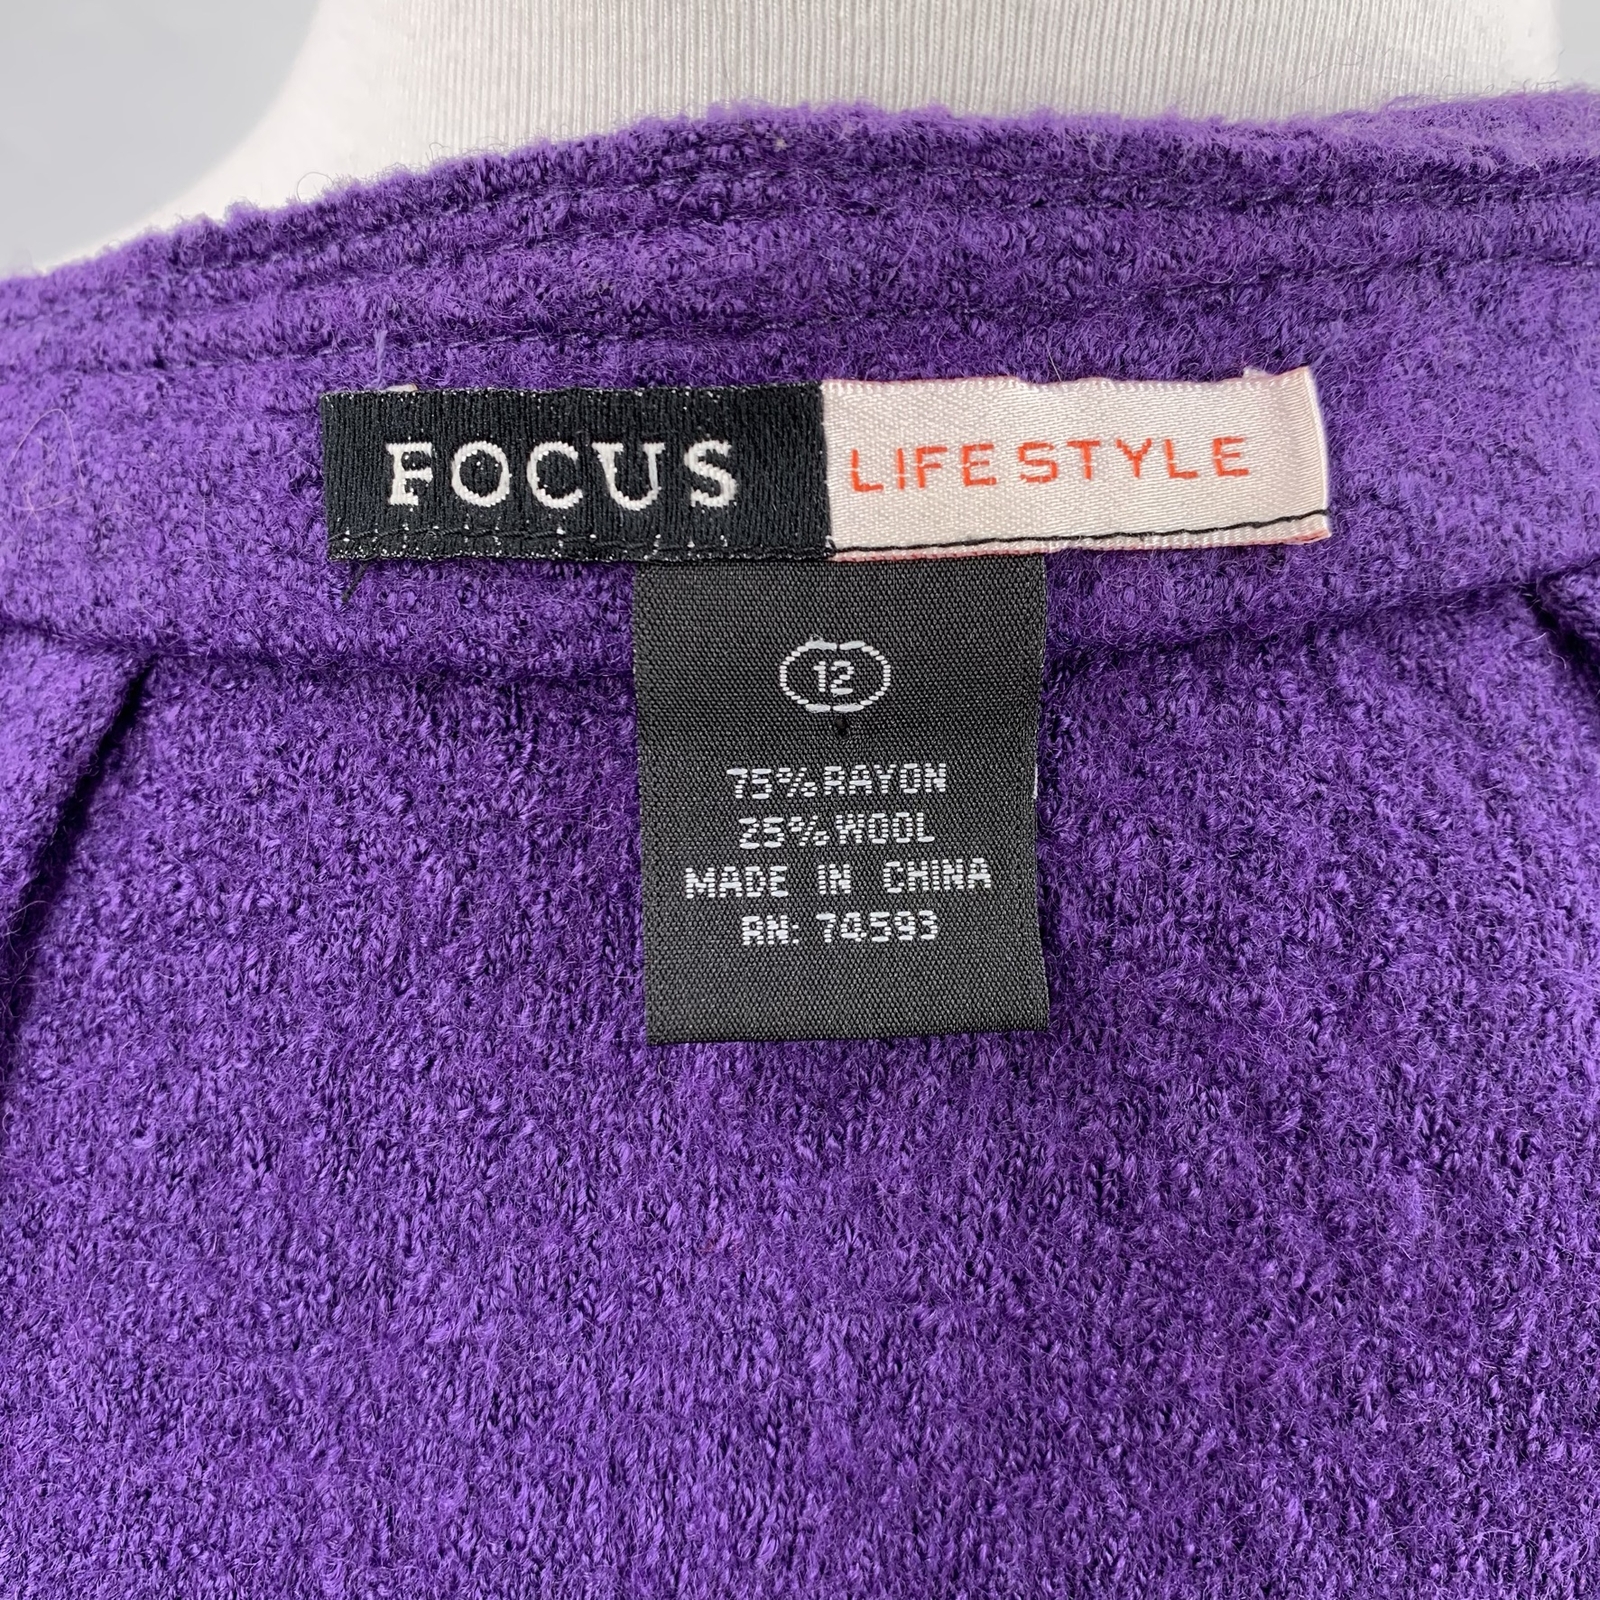 FOCUS LIFESTYLE
12
75% RAYON
25% WOOL
MADE IN CHINA
RN: 74593